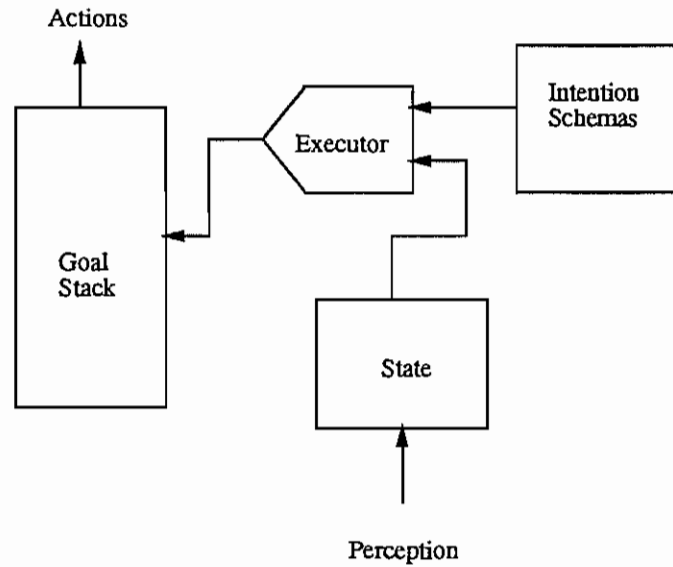 Actions
Intention
Schemas
Executor
Goal
Stack
State
Perception